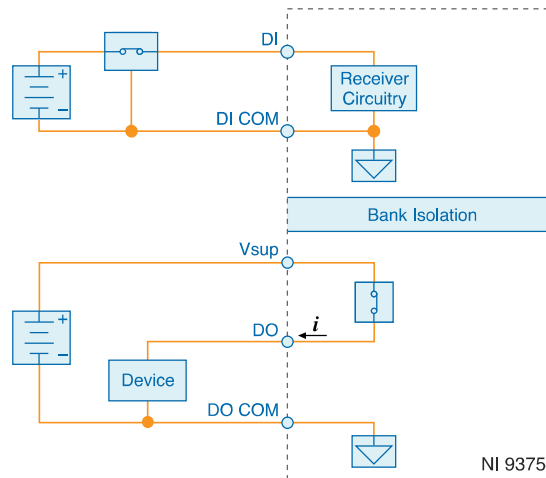 DI
+
−
Receiver
Circuitry
DI COM
Bank Isolation
Vsup
+
−
i
DO
Device
DO COM
NI 9375